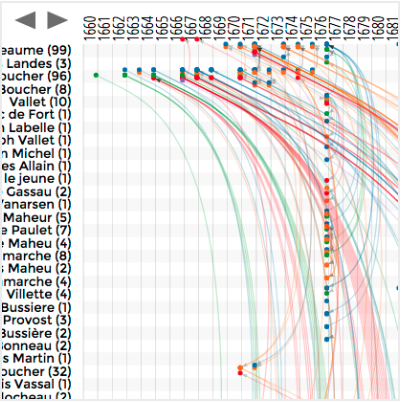 1660 1661 1662 1663 1664 1665 1666 1667 1668 1669 1670 1671 1672 1673 1674 1675 1676 1677 1678 1679 1680 1681
eaume (99)
Landes (3)
oucher (96)
Boucher (8)
Vallet (10)
c de Fort (1)
n Labelle (1)
ph Vallet (1)
n Michel (1)
es Allain (1)
le jeune (1)
Gassau (2)
Vanarsen (1)
Maheur (5)
e Paulet (7)
e Maheu (4)
marche (8)
s Maheu (2)
marche (4)
Villette (4)
Bussiere (1)
Provost (3)
Bussière (2)
onneau (2)
s Martin (1)
oucher (32)
is Vassal (1)
locheau (2)